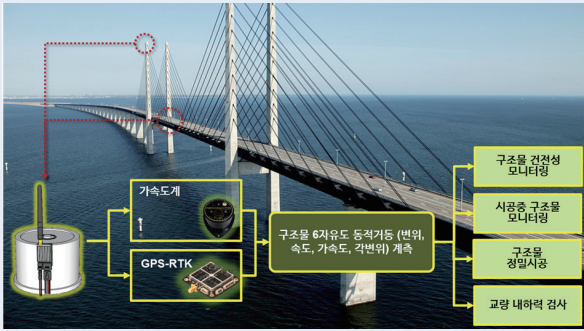 가속도계
GPS-RTK
구조물 6자유도 동적거동 (변위,
속도, 가속도, 각변위) 계측
구조물 건전성
모니터링
시공중 구조물
모니터링
구조물
정밀시공
교량 내하력 검사